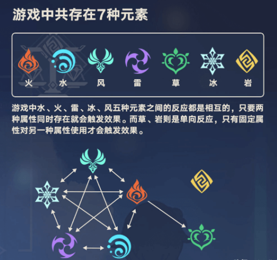 游戏中共存在7种元素
火 水 风 雷 草 冰 岩
游戏中水、火、雷、冰、风五种元素之间的反应都是相互的，只要两
种属性同时存在就会触发效果。而草、岩则是单向反应，只有固定属
性对另一种属性使用才会触发效果。